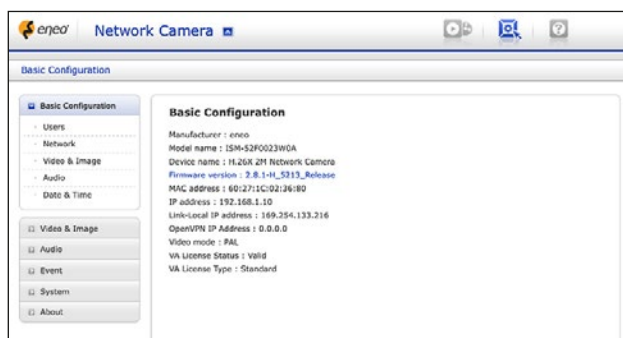 eneo Network Camera
Basic Configuration
Basic Configuration
Users
Network
Video & Image
Audio
Date & Time
Video & Image
Audio
Event
System
About
Basic Configuration
Manufacturer : eneo
Model name : ISM-52F0023W0A
Device name : H.26X 2M Network Camera
Firmware version : 2.8.1-H_5213_Release
MAC address : 60:27:1C:02:36:80
IP address : 192.168.1.10
Link-Local IP address : 169.254.133.216
OpenVPN IP Address : 0.0.0.0
Video mode : PAL
VA License Status : Valid
VA License Type : Standard